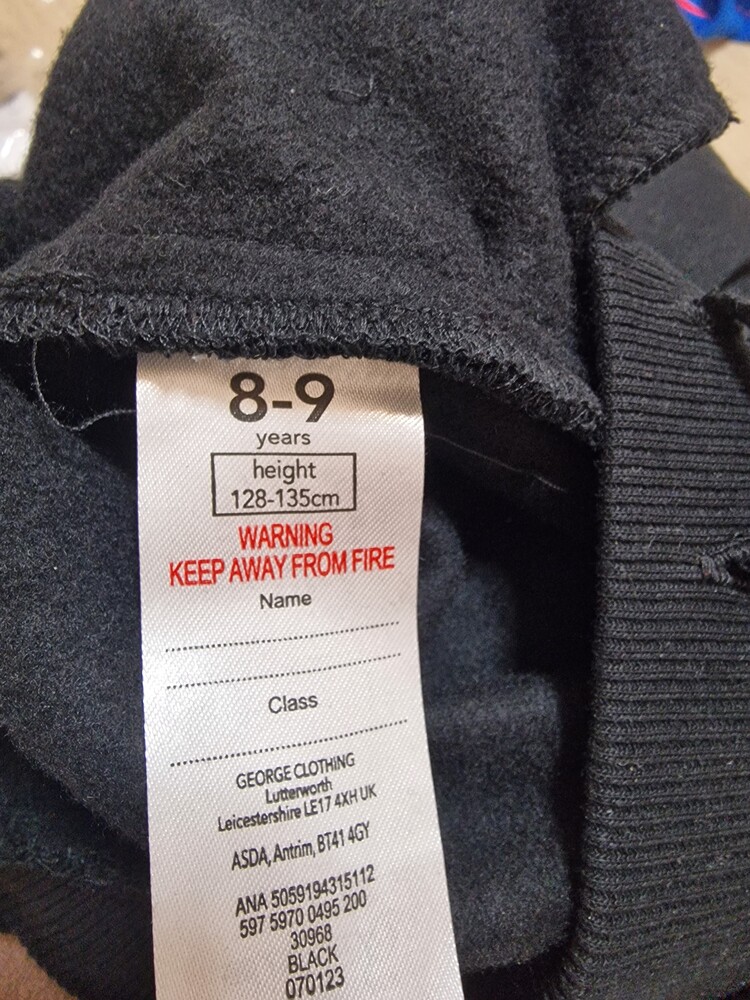 8-9
years
height
128-135cm
WARNING
KEEP AWAY FROM FIRE
Name
Class
GEORGE CLOTHING
Lutterworth
Leicestershire LE17 4XH UK
ASDA, Antrim, BT41 4GY
ANA 5059194315112
597 5970 0495 200
30968
BLACK
070123